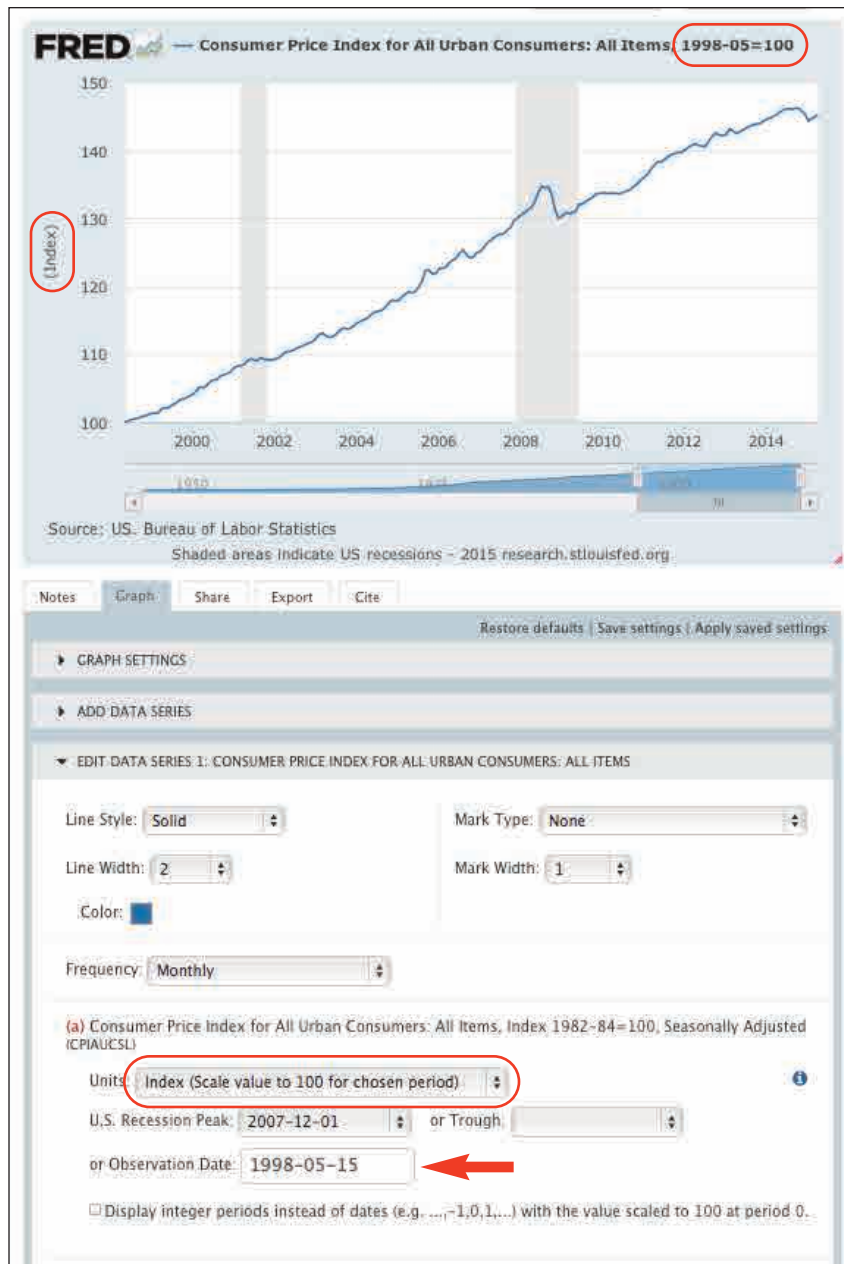 FRED — Consumer Price Index for All Urban Consumers: All Items, 1998-05=100
150
140
130
120
110
100
(Index)
2000 2002 2004 2006 2008 2010 2012 2014
1950
Source: US. Bureau of Labor Statistics
Shaded areas indicate US recessions - 2015 research.stlouisfed.org
Notes Graph Share Export Cite
Restore defaults | Save settings | Apply saved settings
GRAPH SETTINGS
ADD DATA SERIES
EDIT DATA SERIES 1: CONSUMER PRICE INDEX FOR ALL URBAN CONSUMERS: ALL ITEMS
Line Style: Solid Mark Type: None
Line Width: 2 Mark Width: 1
Color:
Frequency: Monthly
(a) Consumer Price Index for All Urban Consumers: All Items, Index 1982-84=100, Seasonally Adjusted
(CPIAUCSL)
Units: Index (Scale value to 100 for chosen period)
U.S. Recession Peak: 2007-12-01 or Trough:
or Observation Date: 1998-05-15
Display integer periods instead of dates (e.g. ...,-1,0,1,...) with the value scaled to 100 at period 0.